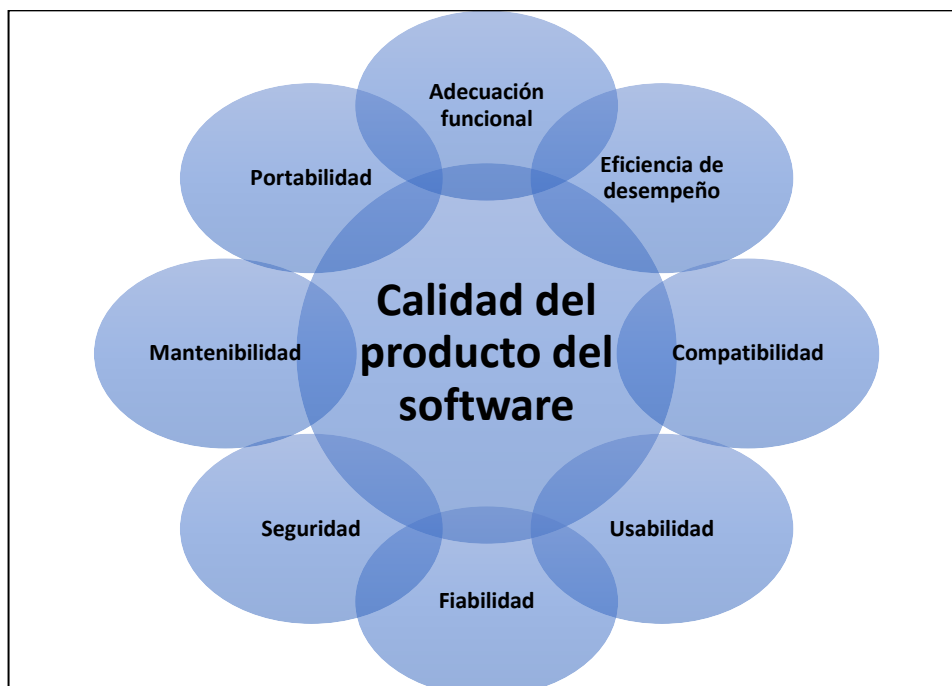 Adecuación
funcional
Eficiencia de
desempeño
Compatibilidad
Usabilidad
Fiabilidad
Seguridad
Mantenibilidad
Portabilidad
Calidad del
producto del
software